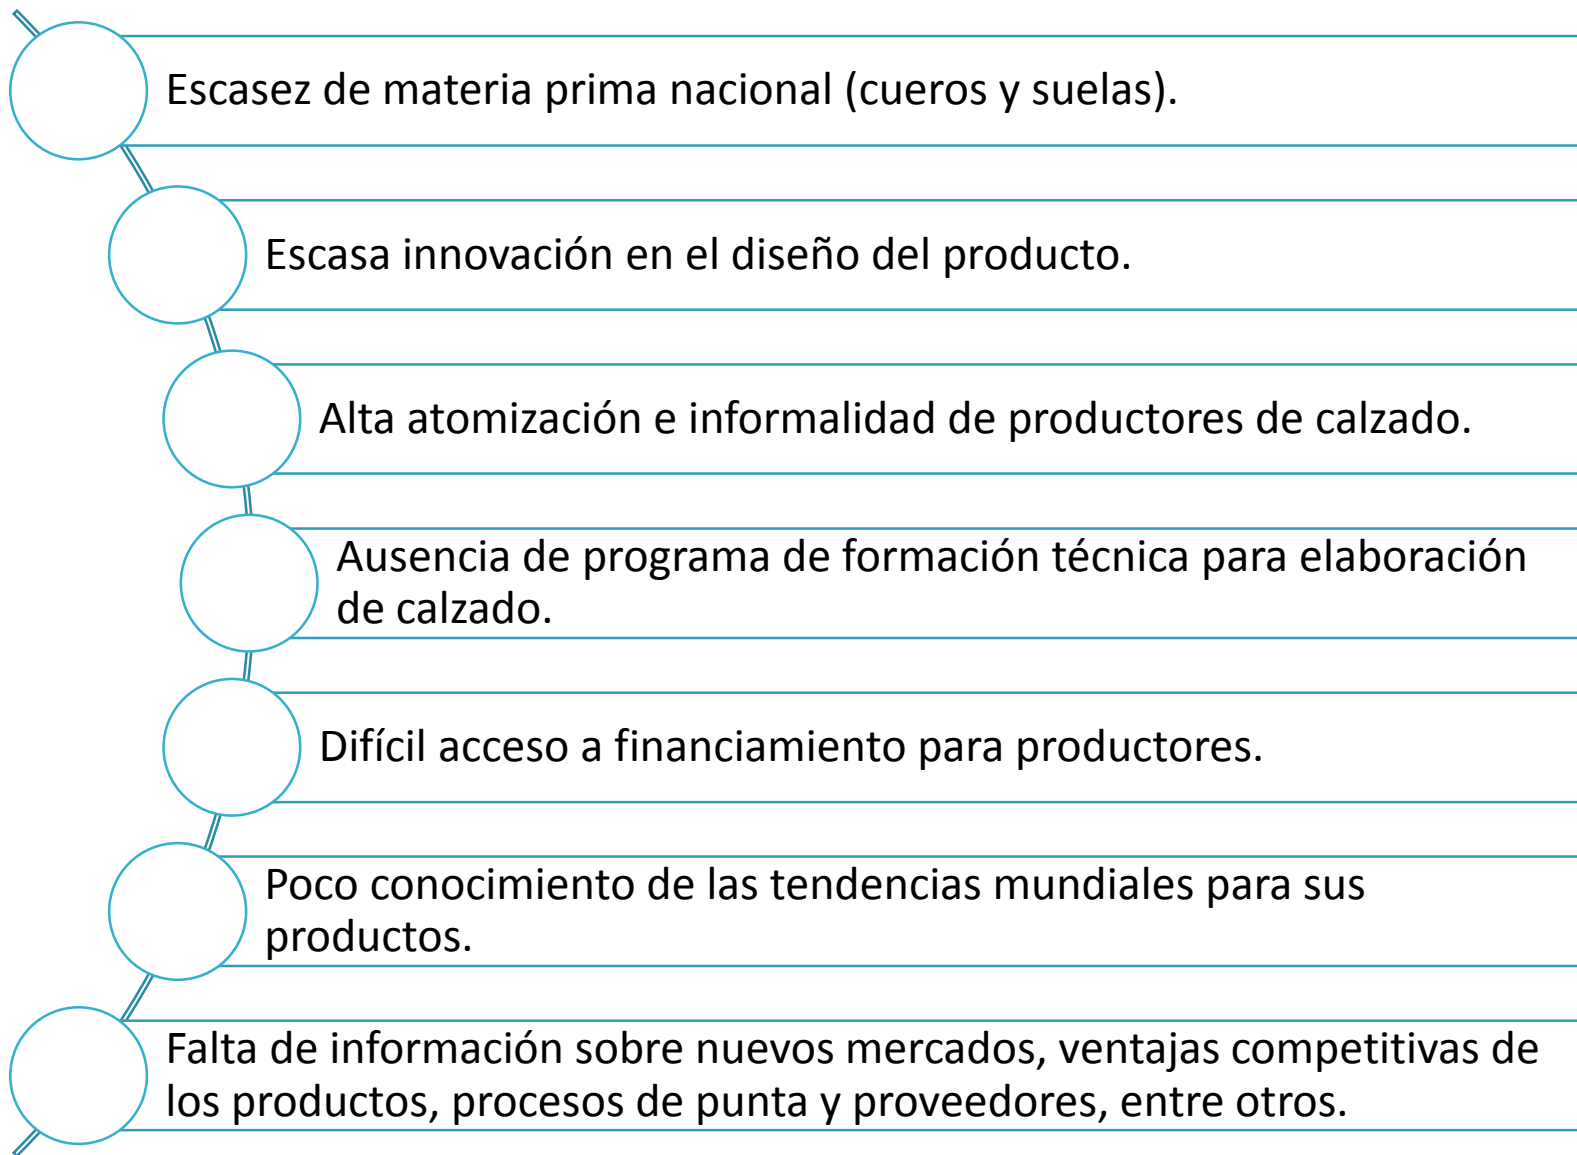 Escasez de materia prima nacional (cueros y suelas).
Escasa innovación en el diseño del producto.
Alta atomización e informalidad de productores de calzado.
Ausencia de programa de formación técnica para elaboración
de calzado.
Difícil acceso a financiamiento para productores.
Poco conocimiento de las tendencias mundiales para sus
productos.
Falta de información sobre nuevos mercados, ventajas competitivas de
los productos, procesos de punta y proveedores, entre otros.